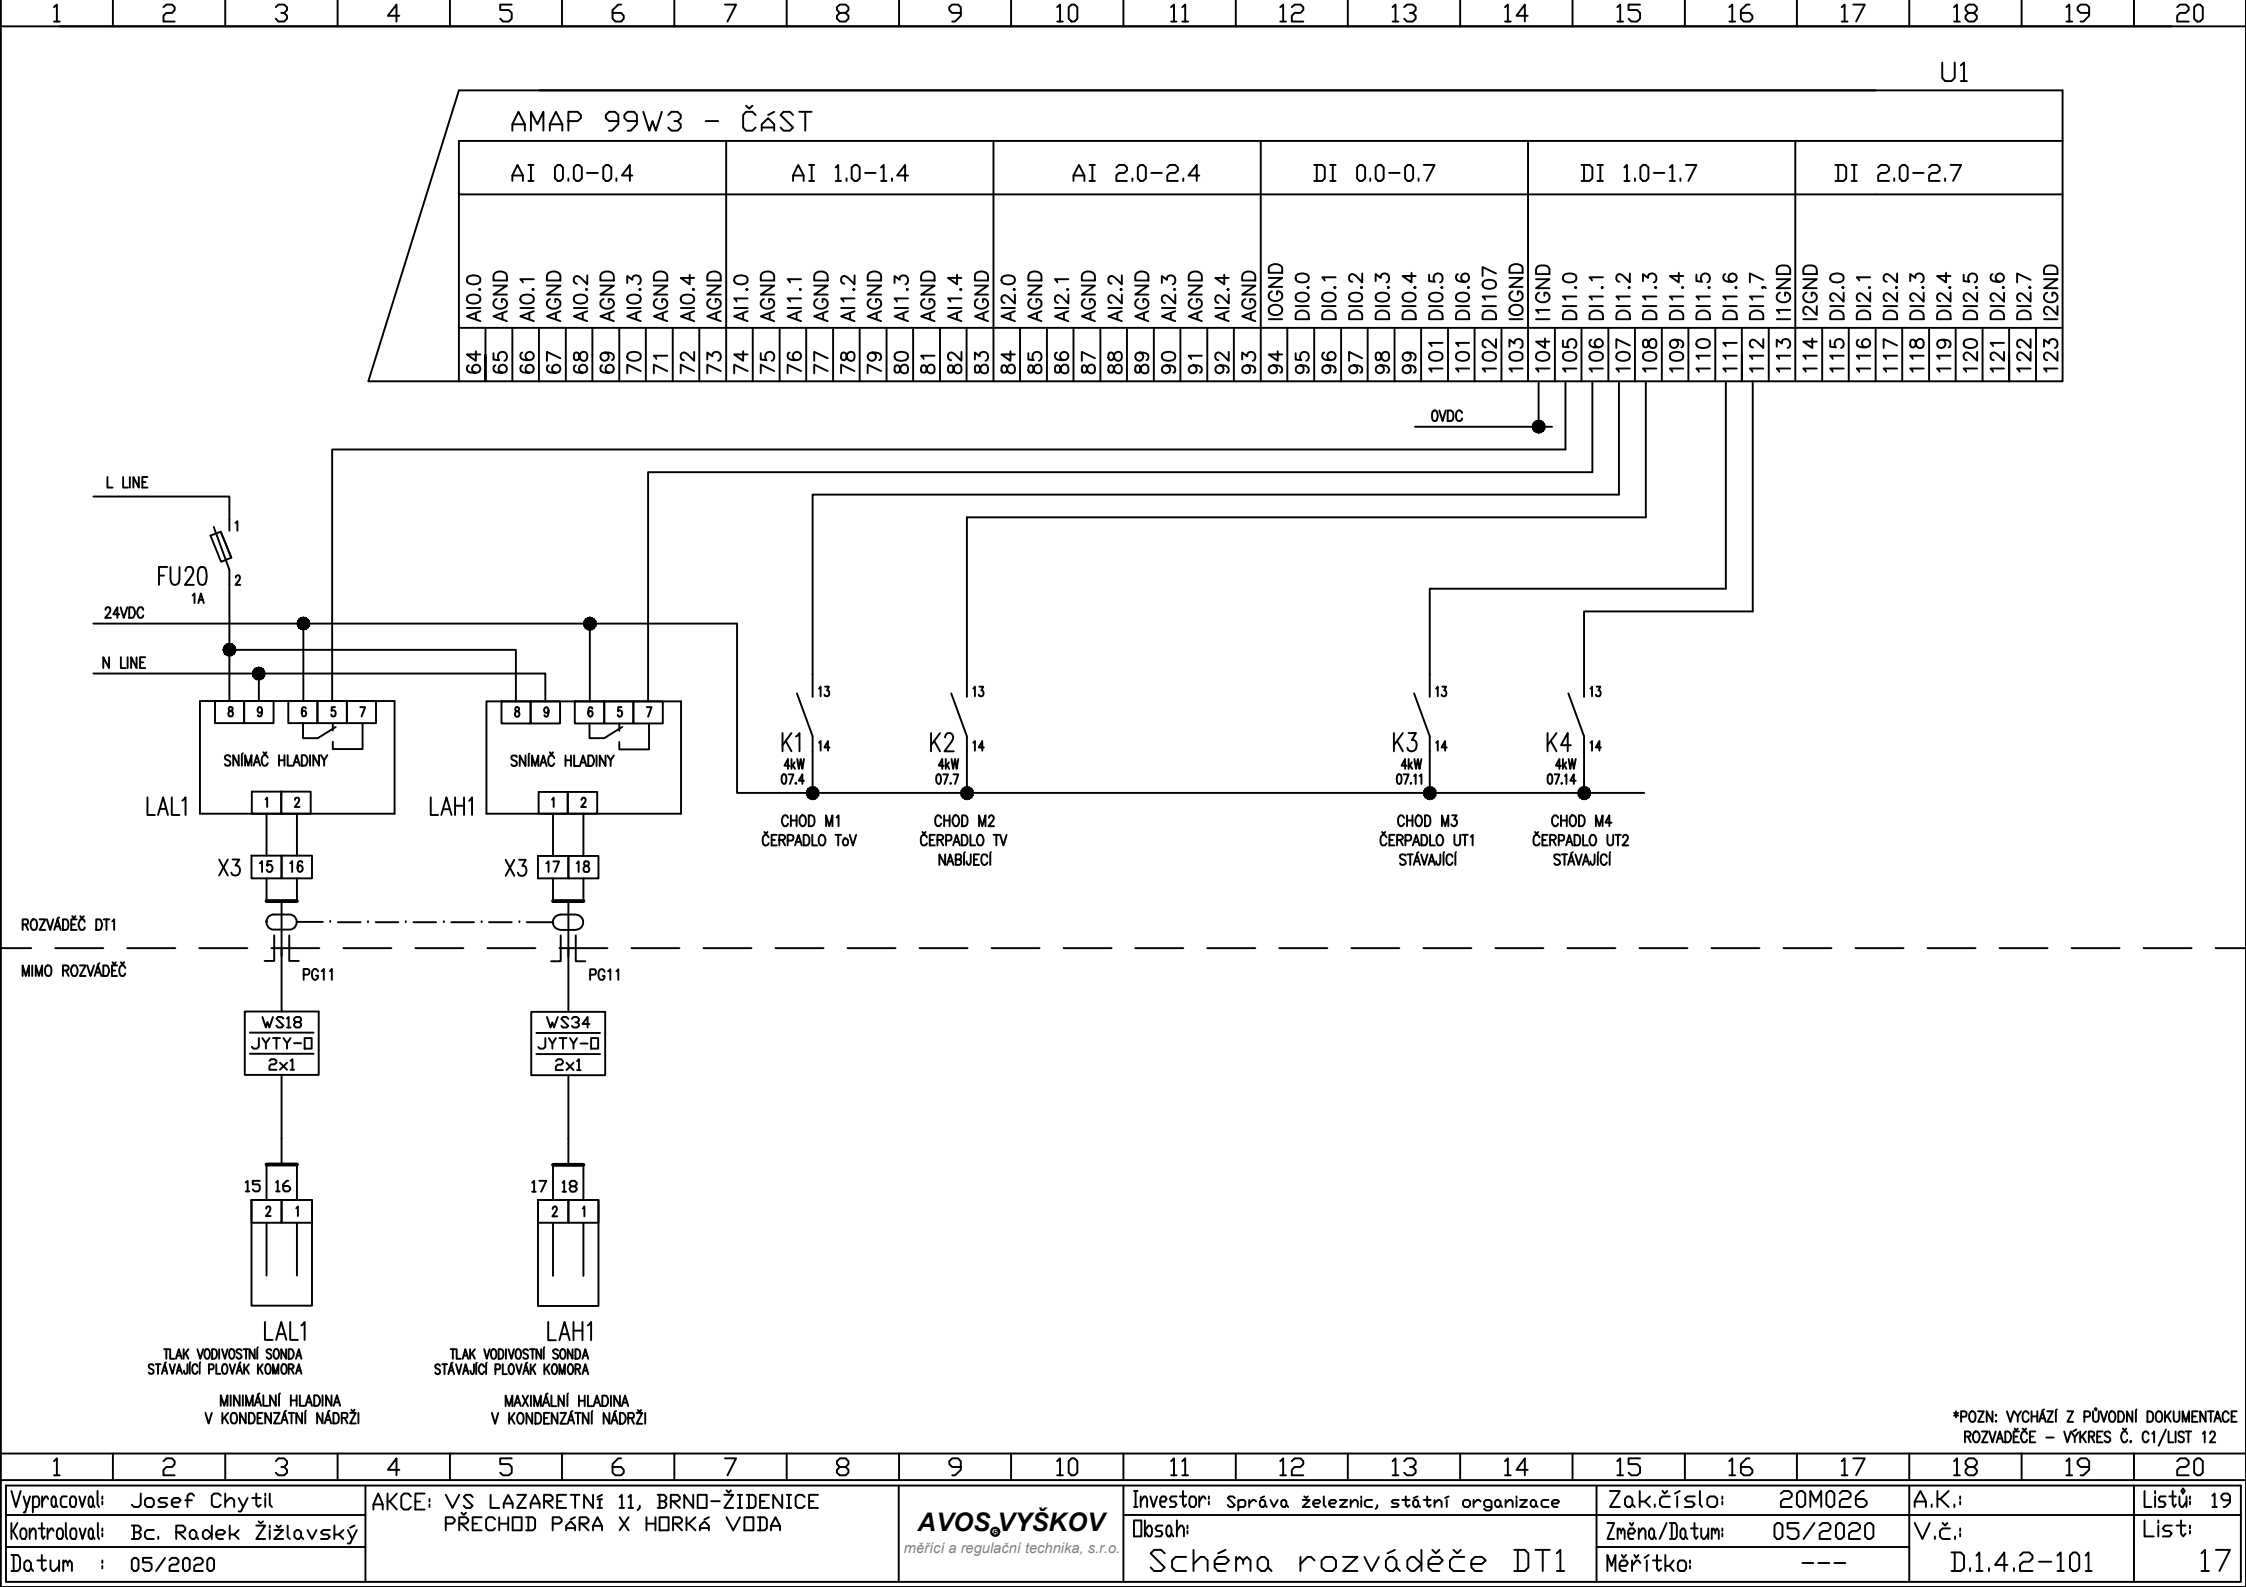 1 2 3 4 5 6 7 8 9 10 11 12 13 14 15 16 17 18 19 20
U1
AMAP 99W3 - ČáST
AI 0.0-0.4 AI 1.0-1.4 AI 2.0-2.4 DI 0.0-0.7 DI 1.0-1.7 DI 2.0-2.7
AI0.0 AGND AI0.1 AGND AI0.2 AGND AI0.3 AGND AI0.4 AGND AI1.0 AGND AI1.1 AGND AI1.2 AGND AI1.3 AGND AI1.4 AGND AI2.0 AGND AI2.1 AGND AI2.2 AGND AI2.3 AGND AI2.4 AGND IOGND DI0.0 DI0.1 DI0.2 DI0.3 DI0.4 DI0.5 DI0.6 DI107 IOGND I1GND DI1.0 DI1.1 DI1.2 DI1.3 DI1.4 DI1.5 DI1.6 DI1,7 I1GND I2GND DI2.0 DI2.1 DI2.2 DI2.3 DI2.4 DI2.5 DI2.6 DI2.7 I2GND
64 65 66 67 68 69 70 71 72 73 74 75 76 77 78 79 80 81 82 83 84 85 86 87 88 89 90 91 92 93 94 95 96 97 98 99 101 101 102 103 104 105 106 107 108 109 110 111 112 113 114 115 116 117 118 119 120 121 122 123
0VDC
L LINE
1
FU20 2
1A
24VDC
N LINE
8 9 6 5 7 8 9 6 5 7
13 13 13 13
K1 14 K2 14 K3 14 K4 14
4kW 4kW 4kW 4kW
07.4 07.7 07.11 07.14
SNÍMAČ HLADINY SNÍMAČ HLADINY
LAL1 1 2 LAH1 1 2
CHOD M1 CHOD M2 CHOD M3 CHOD M4
ČERPADLO ToV ČERPADLO TV ČERPADLO UT1 ČERPADLO UT2
NABÍJECÍ STÁVAJÍCÍ STÁVAJÍCÍ
X3 15 16 X3 17 18
ROZVÁDĚČ DT1
MIMO ROZVÁDĚČ
PG11 PG11
WS18 WS34
JYTY-O JYTY-O
2x1 2x1
15 16 17 18
2 1 2 1
LAL1 LAH1
TLAK VODIVOSTNÍ SONDA TLAK VODIVOSTNÍ SONDA
STÁVAJÍCÍ PLOVÁK KOMORA STÁVAJÍCÍ PLOVÁK KOMORA
MINIMÁLNÍ HLADINA MAXIMÁLNÍ HLADINA
V KONDENZÁTNÍ NÁDRŽI V KONDENZÁTNÍ NÁDRŽI
*POZN: VYCHÁZÍ Z PŮVODNÍ DOKUMENTACE
ROZVADĚČE - VÝKRES Č. C1/LIST 12
1 2 3 4 5 6 7 8 9 10 11 12 13 14 15 16 17 18 19 20
Vypracoval: Josef Chytil
Kontroloval: Bc. Radek Žižlavský
Datum : 05/2020
AKCE: VS LAZARETNí 11, BRNO-ŽIDENICE
PŘECHOD PáRA X HORKá VODA
AVOS VYŠKOV
měřící a regulační technika, s.r.o.
Investor: Správa železnic, státní organizace
Obsah:
Schéma rozváděče DT1
Zak.číslo: 20M026
Změna/Datum: 05/2020
Měřítko: ---
A.K.:
V.č.:
D.1.4.2-101
Listů: 19
List:
17